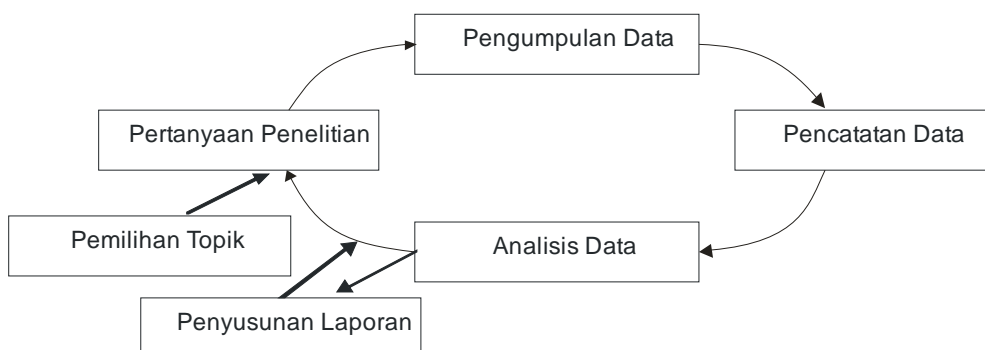 Pengumpulan Data
Pertanyaan Penelitian
Pencatatan Data
Pemilihan Topik
Analisis Data
Penyusunan Laporan